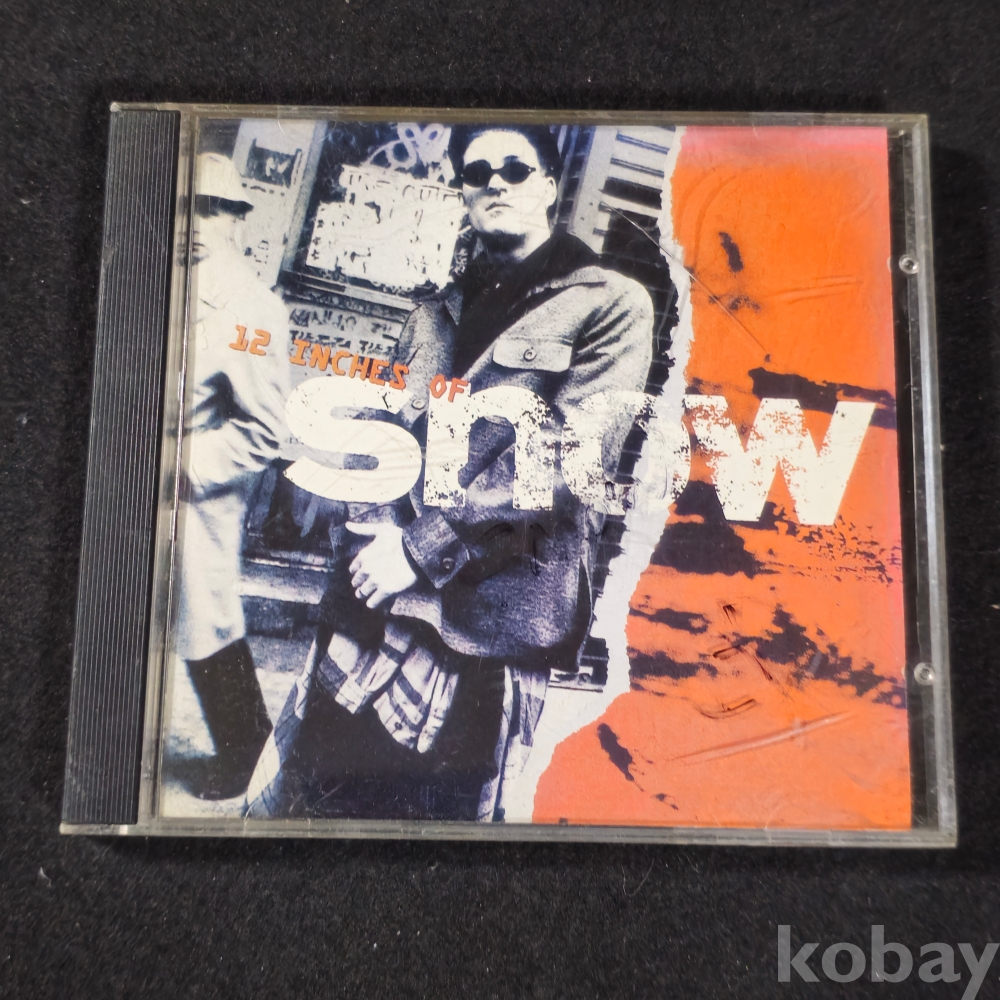 12 INCHES OF
snow
kobay